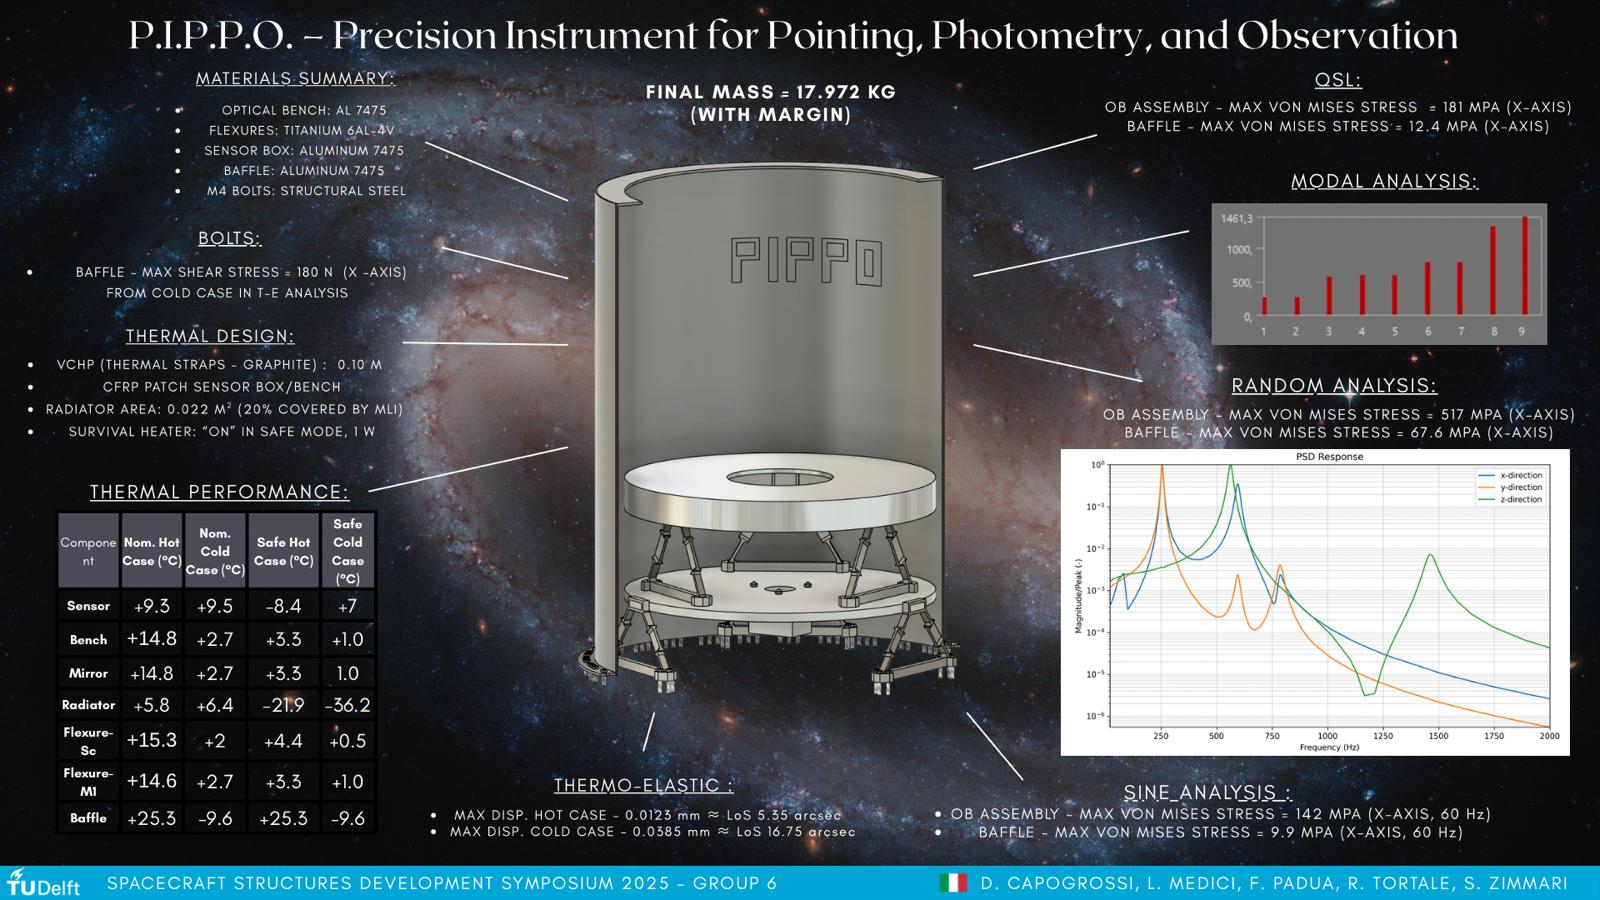 P.I.P.P.O. – Precision Instrument for Pointing, Photometry, and Observation
MATERIALS SUMMARY:
• OPTICAL BENCH: AL 7475
• FLEXURES: TITANIUM 6AL-4V
• SENSOR BOX: ALUMINUM 7475
• BAFFLE: ALUMINUM 7475
• M4 BOLTS: STRUCTURAL STEEL
BOLTS:
• BAFFLE - MAX SHEAR STRESS = 180 N (X -AXIS)
FROM COLD CASE IN T-E ANALYSIS
THERMAL DESIGN:
• VCHP (THERMAL STRAPS - GRAPHITE) : 0.10 M
• CFRP PATCH SENSOR BOX/BENCH
• RADIATOR AREA: 0.022 M² (20% COVERED BY MLI)
• SURVIVAL HEATER: “ON” IN SAFE MODE, 1 W
THERMAL PERFORMANCE:
Compone nt Nom. Hot Case (°C) Nom. Cold Case (°C) Safe Hot Case (°C) Safe Cold Case (°C)
Sensor +9.3 +9.5 -8.4 +7
Bench +14.8 +2.7 +3.3 +1.0
Mirror +14.8 +2.7 +3.3 1.0
Radiator +5.8 +6.4 -21.9 -36.2
Flexure-Sc +15.3 +2 +4.4 +0.5
Flexure-M1 +14.6 +2.7 +3.3 +1.0
Baffle +25.3 -9.6 +25.3 -9.6
FINAL MASS = 17.972 KG
(WITH MARGIN)
PIPPO
THERMO-ELASTIC :
• MAX DISP. HOT CASE - 0.0123 mm ≈ LoS 5.35 arcsec
• MAX DISP. COLD CASE - 0.0385 mm ≈ LoS 16.75 arcsec
QSL:
OB ASSEMBLY - MAX VON MISES STRESS = 181 MPA (X-AXIS)
BAFFLE - MAX VON MISES STRESS = 12.4 MPA (X-AXIS)
MODAL ANALYSIS:
1461,3
1000,
500,
0,
1 2 3 4 5 6 7 8 9
RANDOM ANALYSIS:
OB ASSEMBLY - MAX VON MISES STRESS = 517 MPA (X-AXIS)
BAFFLE - MAX VON MISES STRESS = 67.6 MPA (X-AXIS)
PSD Response
x-direction
y-direction
z-direction
Magnitude/Peak (-)
10⁰
10⁻¹
10⁻²
10⁻³
10⁻⁴
10⁻⁵
10⁻⁶
250 500 750 1000 1250 1500 1750 2000
Frequency (Hz)
SINE ANALYSIS :
• OB ASSEMBLY - MAX VON MISES STRESS = 142 MPA (X-AXIS, 60 Hz)
• BAFFLE - MAX VON MISES STRESS = 9.9 MPA (X-AXIS, 60 Hz)
TUDelft
SPACECRAFT STRUCTURES DEVELOPMENT SYMPOSIUM 2025 - GROUP 6
D. CAPOGROSSI, L. MEDICI, F. PADUA, R. TORTALE, S. ZIMMARI